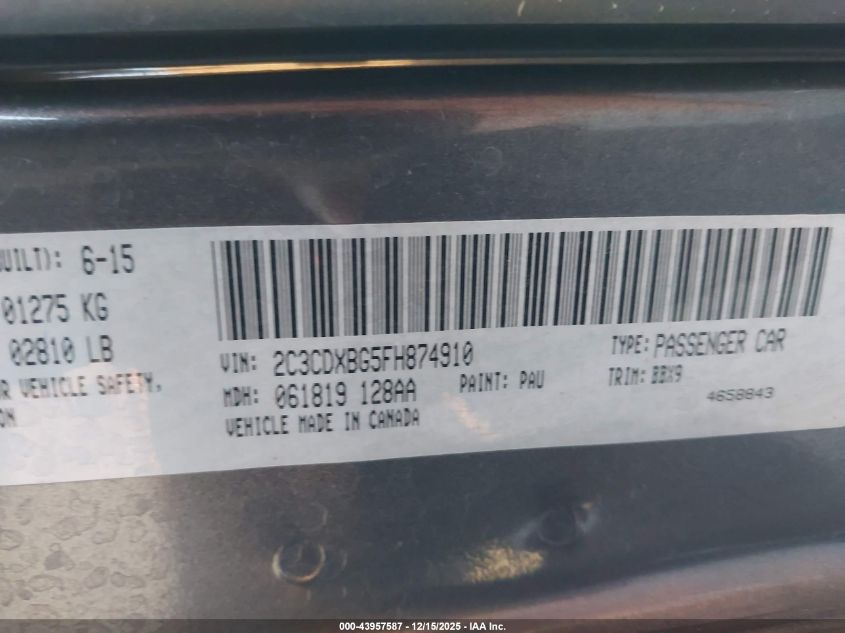 BUILT): 6-15
01275 KG
02810 LB
R VEHICLE SAFETY,
ON
VIN: 2C3CDXBG5FH874910
MDH: 061819 128AA
PAINT: PAU
VEHICLE MADE IN CANADA
TYPE: PASSENGER CAR
TRIM: BBX9
4658843
000-43957587 - 12/15/2025 - IAA Inc.